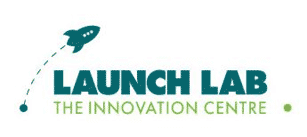 LAUNCH LAB
THE INNOVATION CENTRE